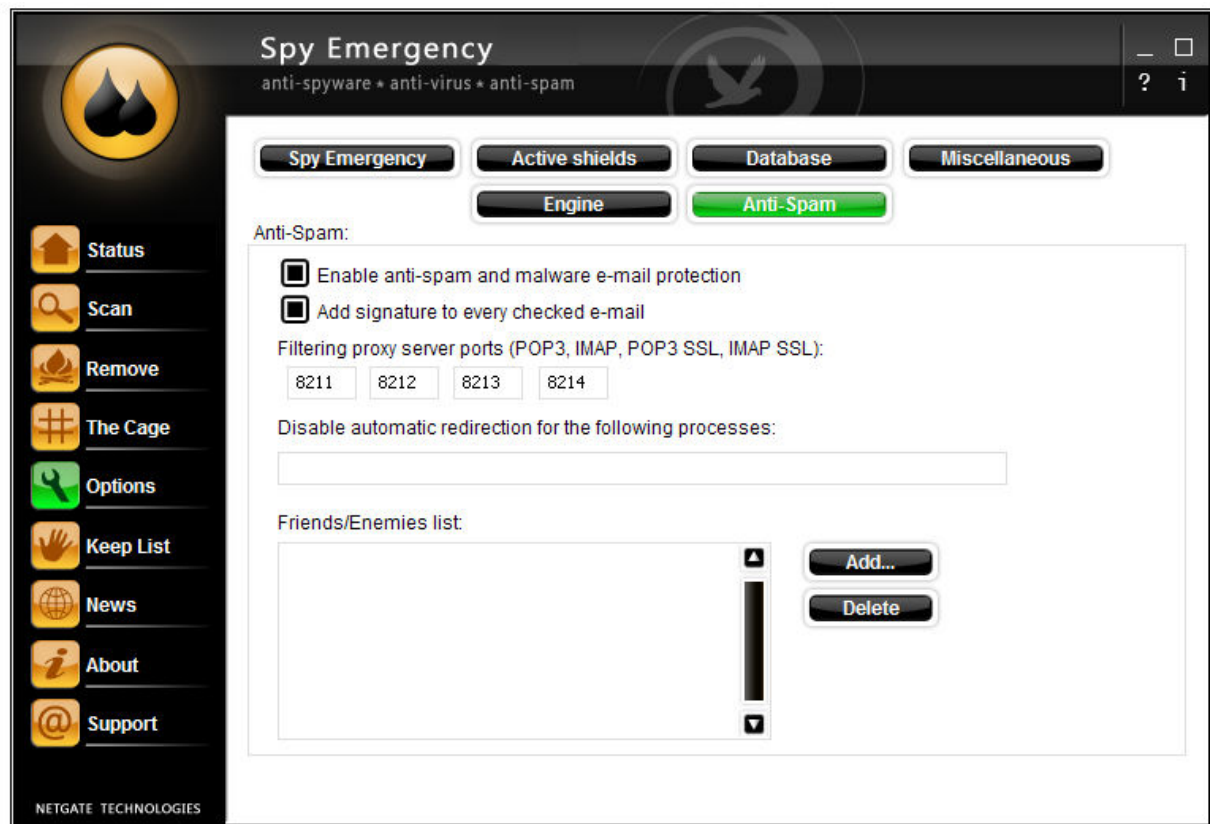 Spy Emergency
anti-spyware * anti-virus * anti-spam
? i
Spy Emergency
Active shields
Database
Miscellaneous
Engine
Anti-Spam
Status
Scan
Remove
The Cage
Options
Keep List
News
About
Support
NETGATE TECHNOLOGIES
Anti-Spam:
Enable anti-spam and malware e-mail protection
Add signature to every checked e-mail
Filtering proxy server ports (POP3, IMAP, POP3 SSL, IMAP SSL):
8211 8212 8213 8214
Disable automatic redirection for the following processes:
Friends/Enemies list:
Add...
Delete